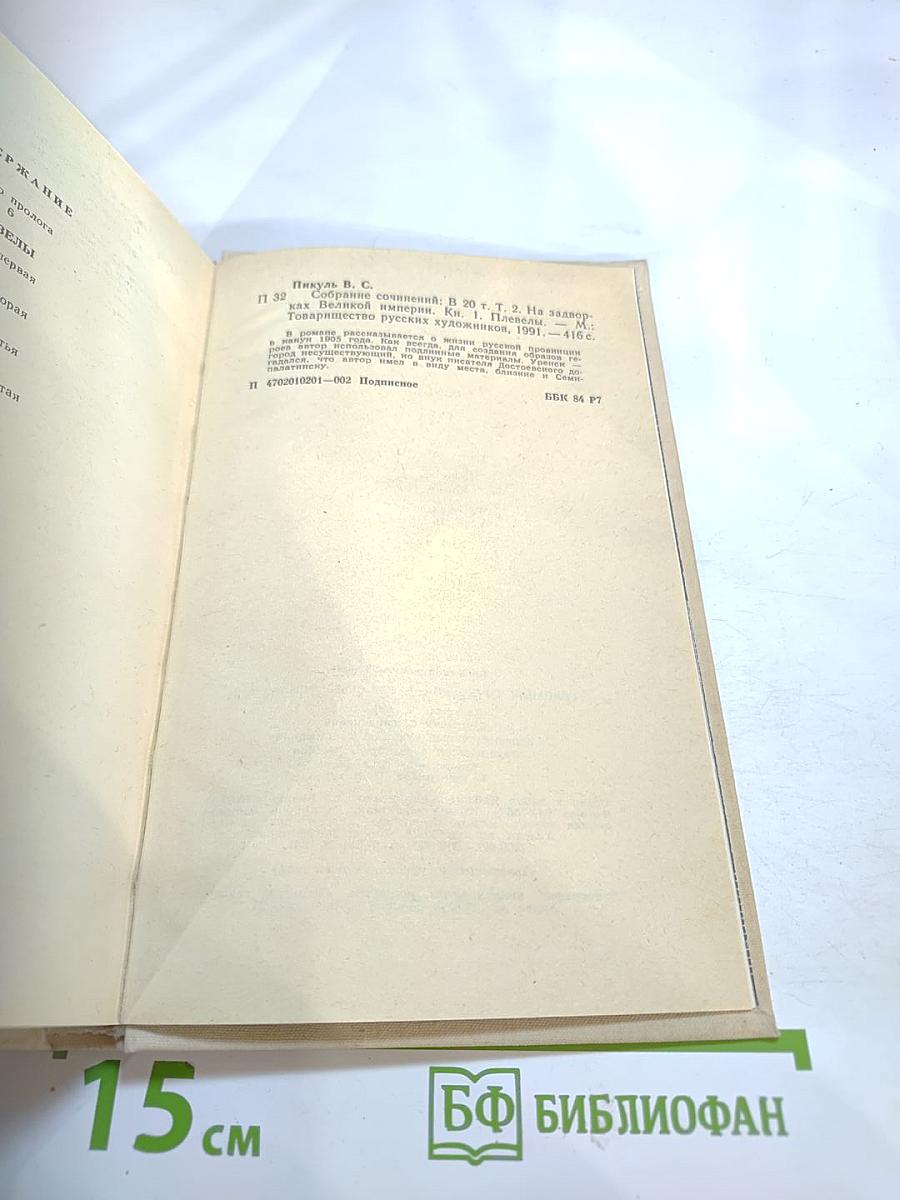 РЖАНИЕ
пролога
6
ВЕЛЫ
первая
орая
тья
тая
Пикуль В. С.
П 32 Собрание сочинений: В 20 т. Т. 2. На задвор-
ках Великой империи. Кн. 1. Плевелы. — М.:
Товарищество русских художников, 1991. — 416 с.
В романе рассказывается о жизни русской провинции
в канун 1905 года. Как всегда, для создания образов ге-
роев автор использовал подлинные материалы. Увенск —
город несуществующий, но внук писателя Достоевского до-
гадался, что автор имел в виду места, близкие к Семи-
палатинску.
П 4702010201—002 Подписное
ББК 84 Р7
15 см
БФ БИБЛИОФАН